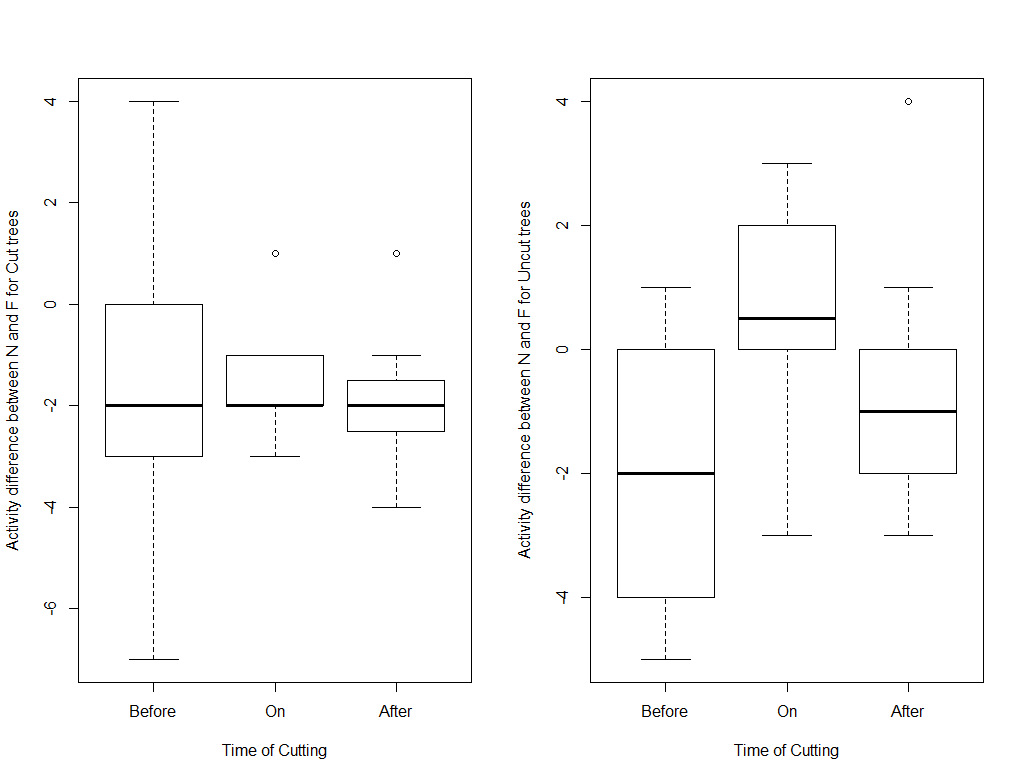 Activity difference between N and F for Cut trees
4
2
0
-2
-4
-6
Before On After
Time of Cutting
Activity difference between N and F for Uncut trees
4
2
0
-2
-4
Before On After
Time of Cutting